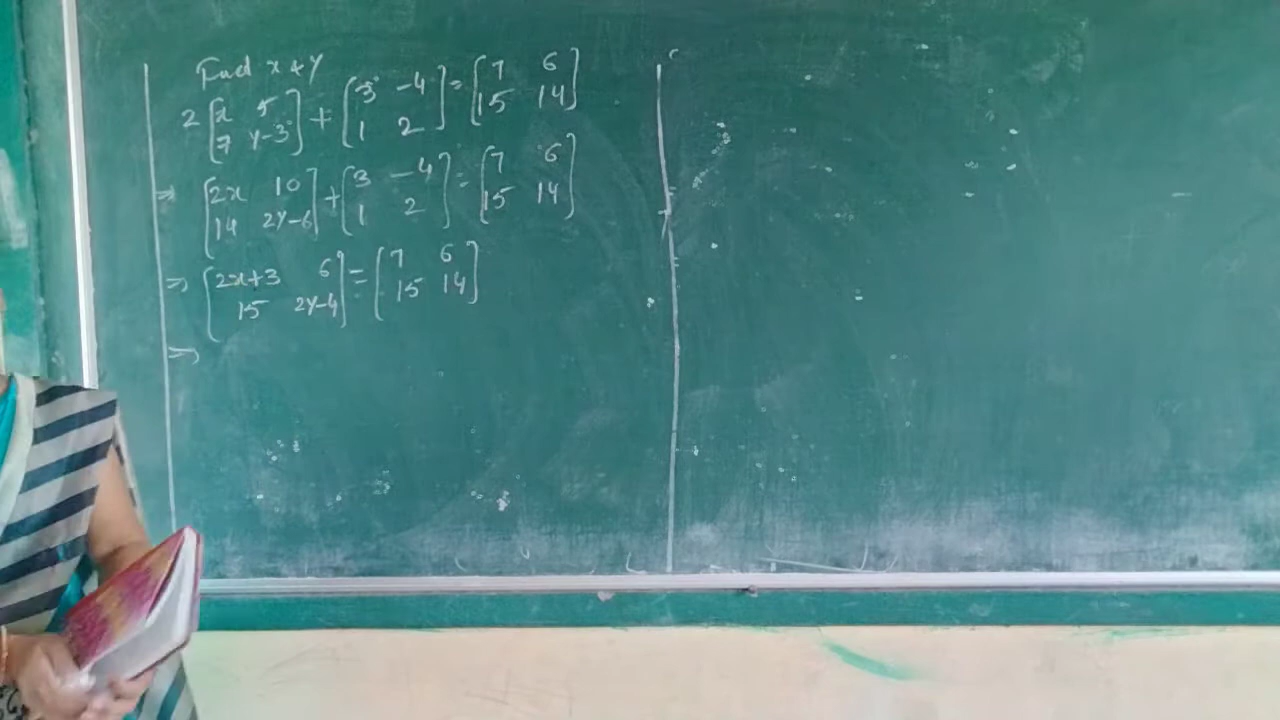 Find x & y
2 [x 5
7 y-3] + [3 -4
1 2] = [7 6
15 14]
⇒ [2x 10
14 2y-6] + [3 -4
1 2] = [7 6
15 14]
⇒ [2x+3 6
15 2y-4] = [7 6
15 14]
⇒